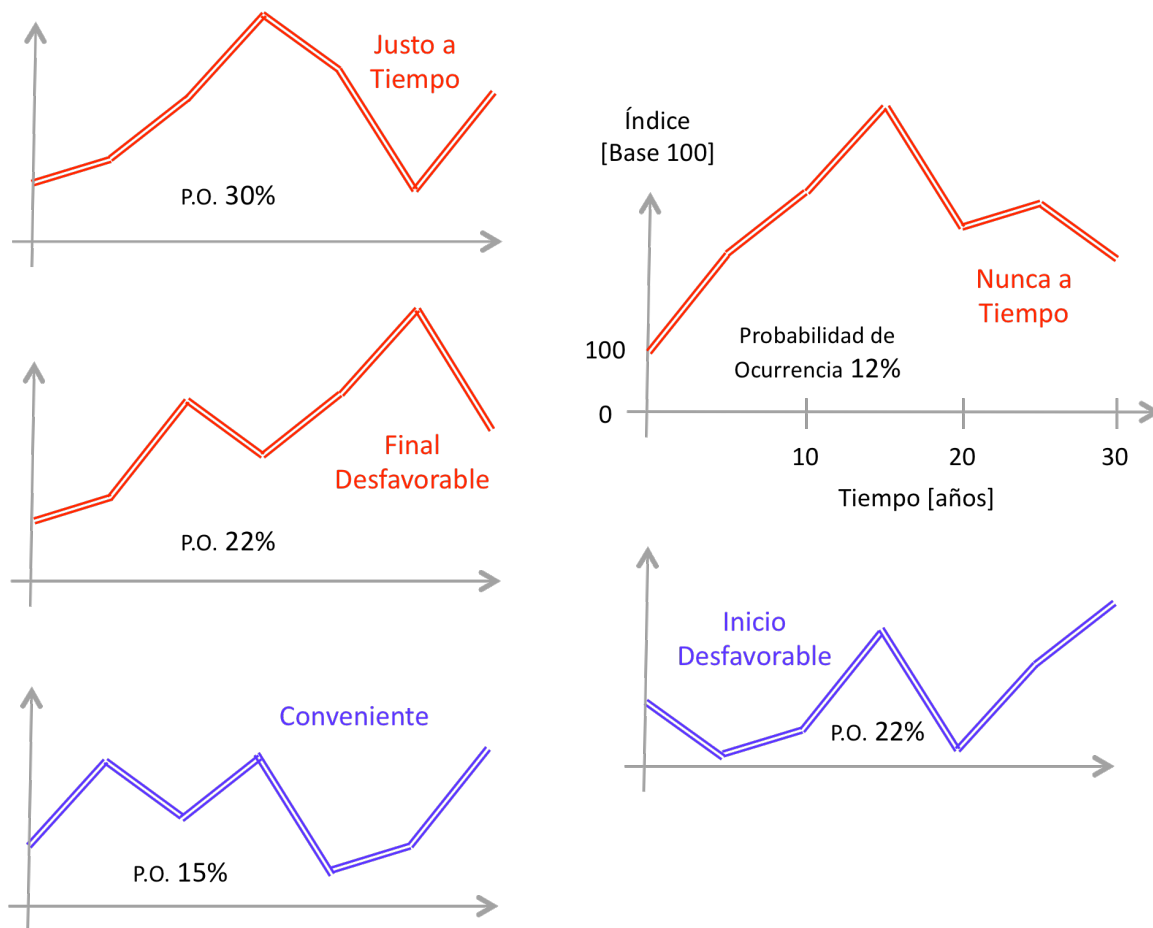 Justo a
Tiempo
P.O. 30%
Final
Desfavorable
P.O. 22%
Conveniente
P.O. 15%
Índice
[Base 100]
Nunca a
Tiempo
Probabilidad de
Ocurrencia 12%
100
0
10 20 30
Tiempo [años]
Inicio
Desfavorable
P.O. 22%